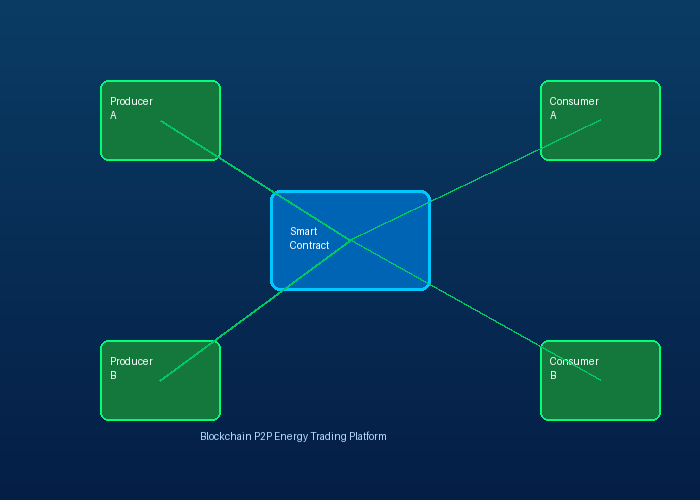 Producer
A
Consumer
A
Smart
Contract
Producer
B
Consumer
B
Blockchain P2P Energy Trading Platform